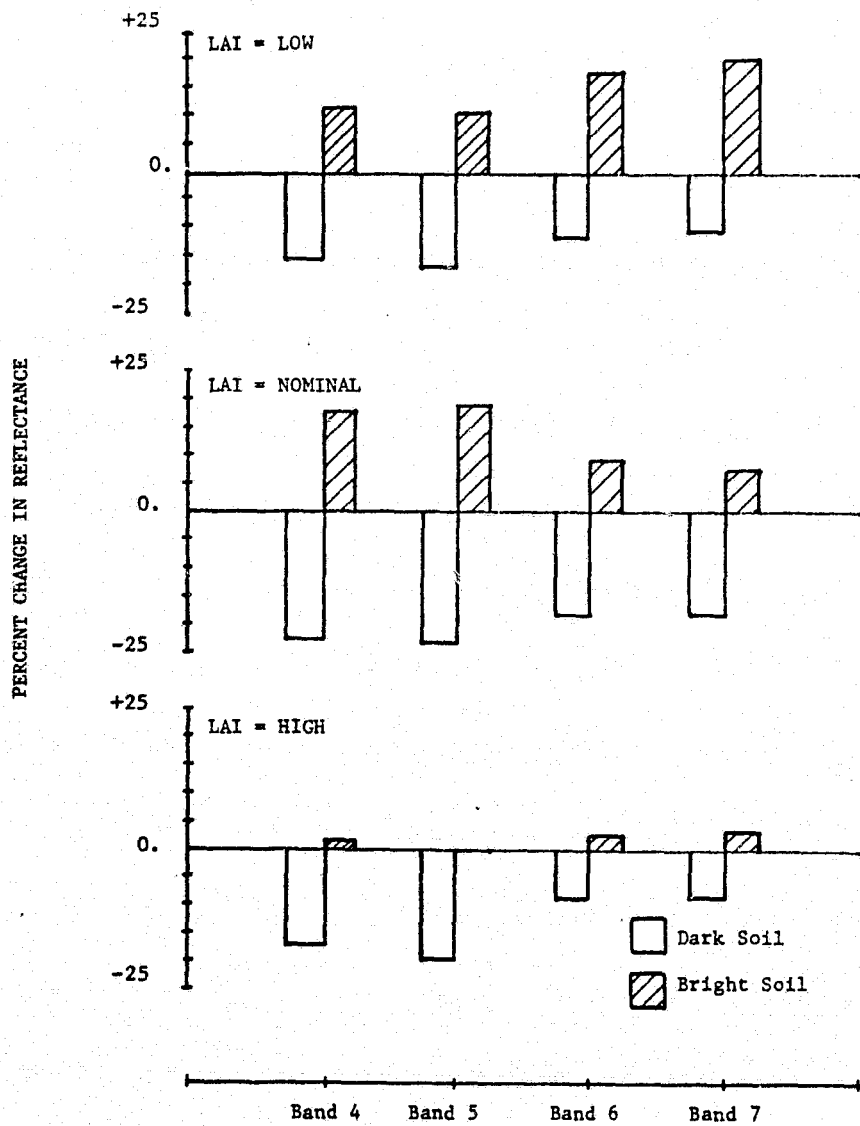 PERCENT CHANGE IN REFLECTANCE
+25
LAI = LOW
0.
-25
+25
LAI = NOMINAL
0.
-25
+25
LAI = HIGH
0.
-25
Dark Soil
Bright Soil
Band 4 Band 5 Band 6 Band 7